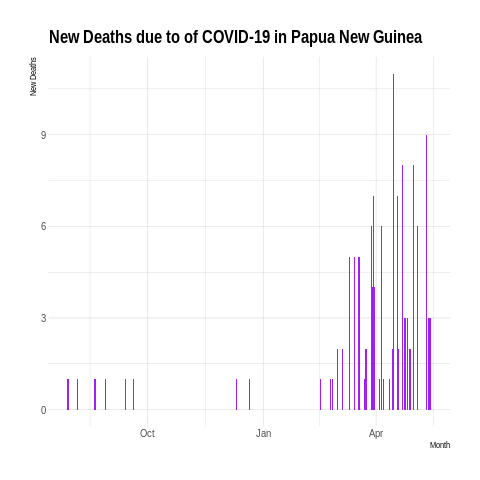 New Deaths due to of COVID-19 in Papua New Guinea
New Deaths
9
6
3
0
Oct Jan Apr
Month